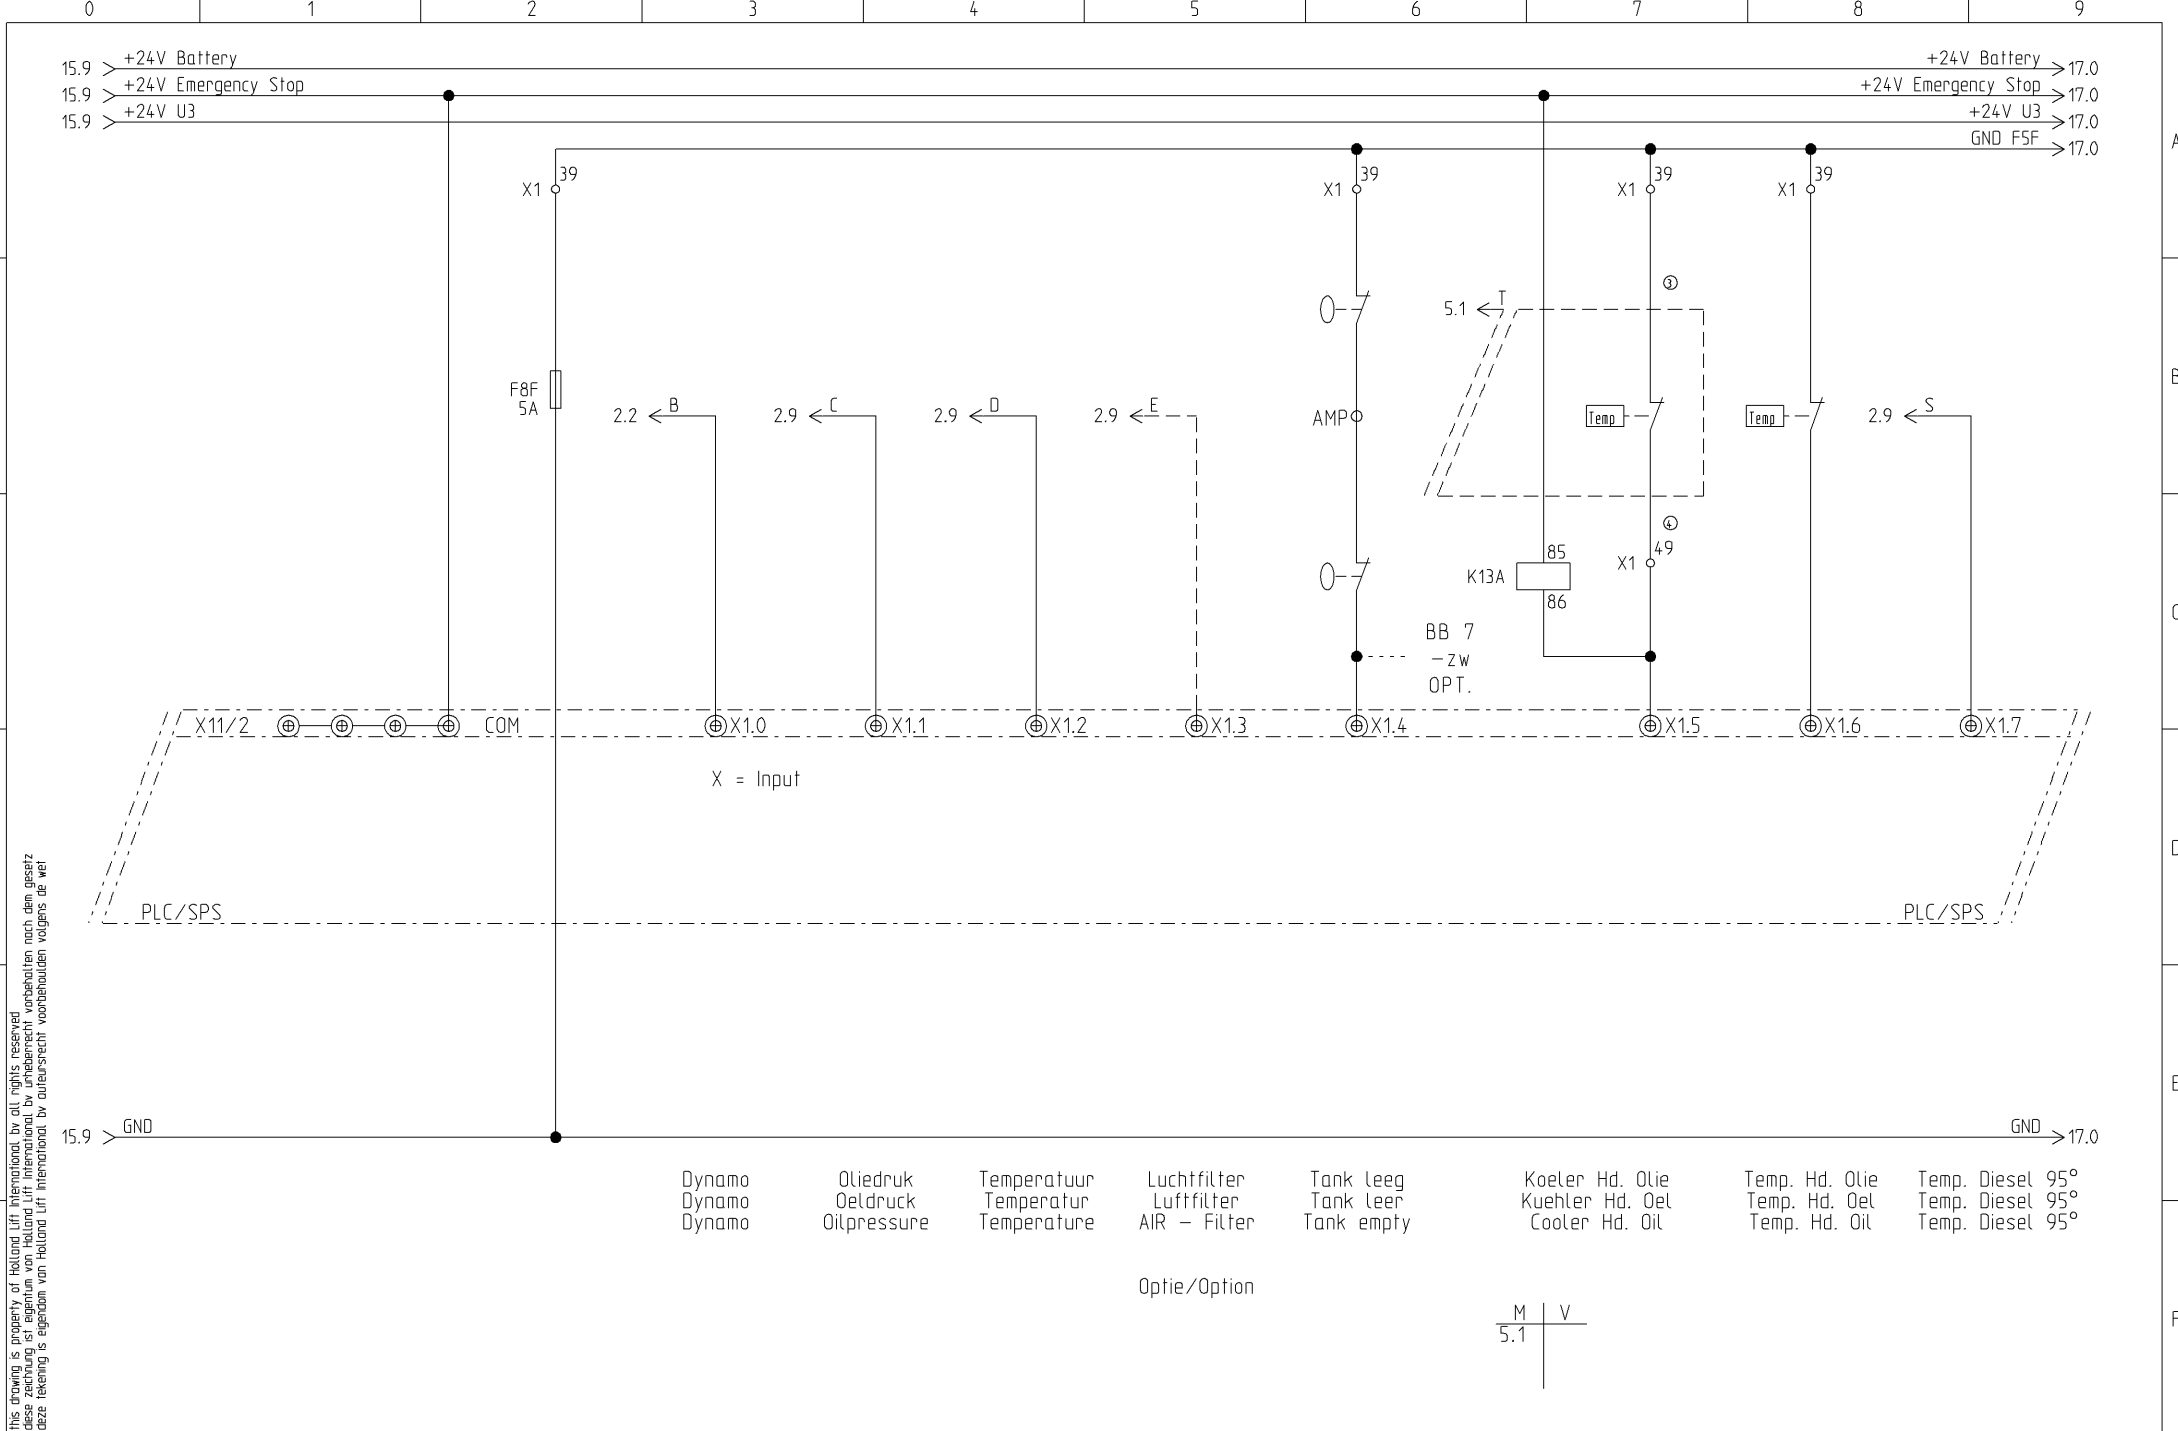 0 1 2 3 4 5 6 7 8 9
15.9 +24V Battery +24V Battery 17.0
15.9 +24V Emergency Stop +24V Emergency Stop 17.0
15.9 +24V U3 +24V U3 17.0
GND F5F 17.0
A
X1 39 X1 39 X1 39 X1 39
3
5.1 T
B
F8F
5A
2.2 B 2.9 C 2.9 D 2.9 E AMP Temp Temp 2.9 S
4
X1 49
K13A 85
86
C
BB 7
-zw
OPT.
X11/2 COM X1.0 X1.1 X1.2 X1.3 X1.4 X1.5 X1.6 X1.7
X = Input
D
PLC/SPS PLC/SPS
E
15.9 GND GND 17.0
Dynamo Oliedruk Temperatuur Luchtfilter Tank leeg Koeler Hd. Olie Temp. Hd. Olie Temp. Diesel 95°
Dynamo Oeldruck Temperatur Luftfilter Tank leer Kuehler Hd. Oel Temp. Hd. Oel Temp. Diesel 95°
Dynamo Oilpressure Temperature AIR - Filter Tank empty Cooler Hd. Oil Temp. Hd. Oil Temp. Diesel 95°
Optie/Option
M V
5.1
F
this drawing is property of Holland Lift International bv all rights reserved
diese zeichnung ist eigentum von Holland Lift International bv urheberrecht vorbehalten nach dem gesetz
deze tekening is eigendom van Holland Lift International bv auteursrecht voorbehoulden volgens de wet